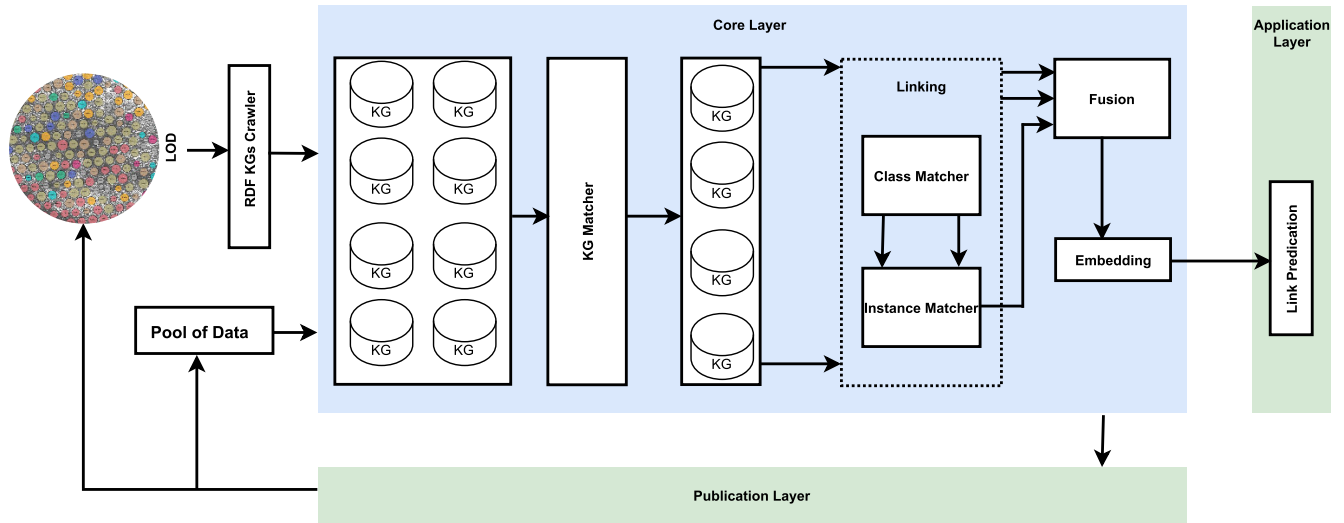 Core Layer
Application
Layer
LOD
RDF KGs Crawler
KG
KG
KG
KG
KG
KG
KG
KG
KG Matcher
KG
KG
KG
KG
Linking
Class Matcher
Instance Matcher
Fusion
Embedding
Link Predication
Pool of Data
Publication Layer